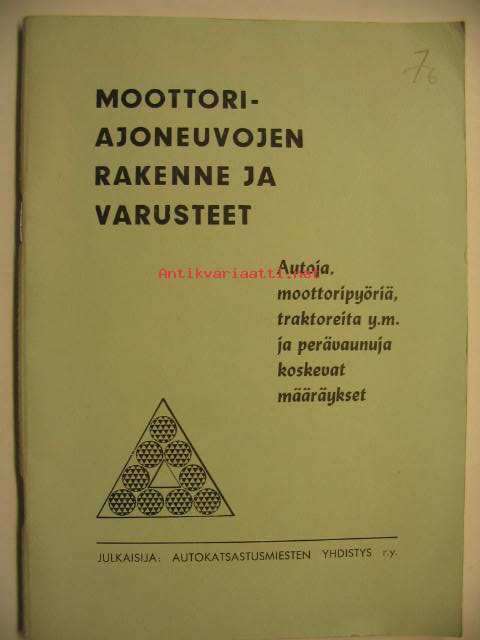 76
MOOTTORI-
AJONEUVOJEN
RAKENNE JA
VARUSTEET
Antikvariaatti.net
Autoja,
moottoripyöriä,
traktoreita y.m.
ja perävaunuja
koskevat
määräykset
JULKAISIJA: AUTOKATSASTUSMIESTEN YHDISTYS r.y.